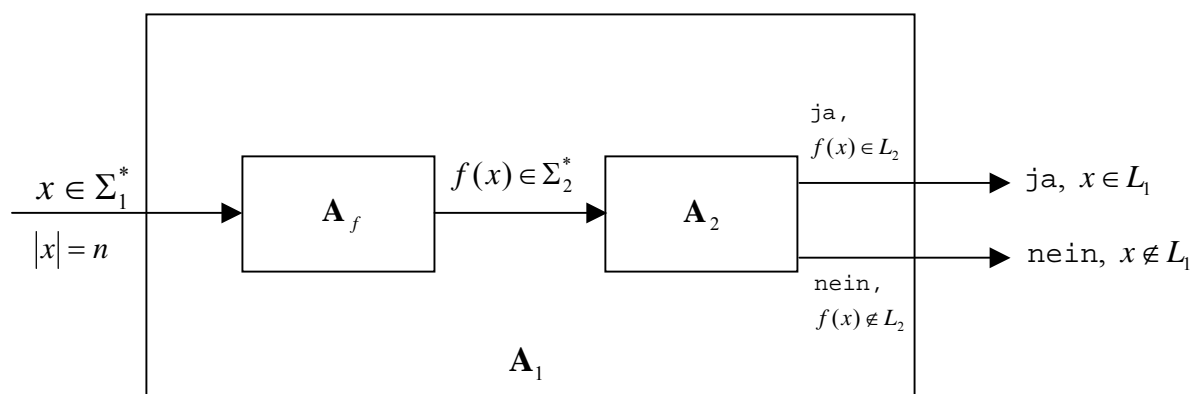 x ∈ Σ₁*
|x| = n
A_f
f(x) ∈ Σ₂*
A₂
ja,
f(x) ∈ L₂
nein,
f(x) ∉ L₂
ja, x ∈ L₁
nein, x ∉ L₁
A₁